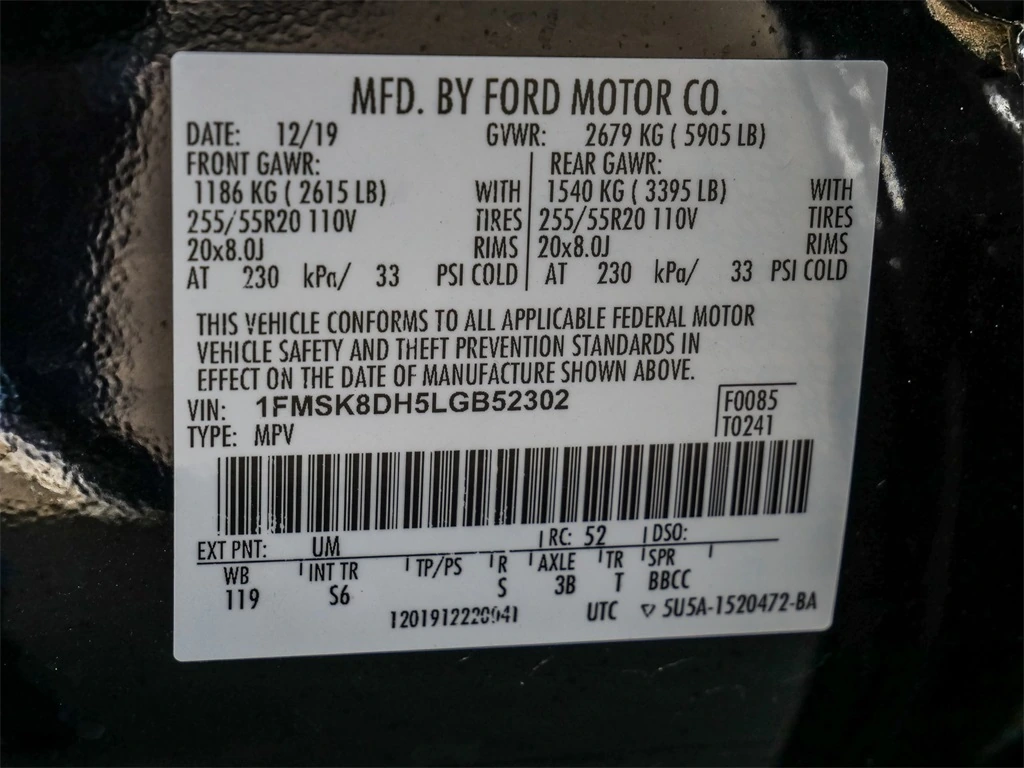 MFD. BY FORD MOTOR CO.
DATE: 12/19 GVWR: 2679 KG ( 5905 LB)
FRONT GAWR: REAR GAWR:
1186 KG ( 2615 LB) WITH 1540 KG ( 3395 LB) WITH
255/55R20 110V TIRES 255/55R20 110V TIRES
20x8.0J RIMS 20x8.0J RIMS
AT 230 kPa/ 33 PSI COLD AT 230 kPa/ 33 PSI COLD
THIS VEHICLE CONFORMS TO ALL APPLICABLE FEDERAL MOTOR
VEHICLE SAFETY AND THEFT PREVENTION STANDARDS IN
EFFECT ON THE DATE OF MANUFACTURE SHOWN ABOVE.
VIN: 1FMSK8DH5LGB52302 F0085
TYPE: MPV T0241
EXT PNT: UM RC: 52 DSO:
WB INT TR TP/PS R AXLE TR SPR
119 S6 S 3B T BBCC
1201912220041 UTC 5U5A-1520472-BA